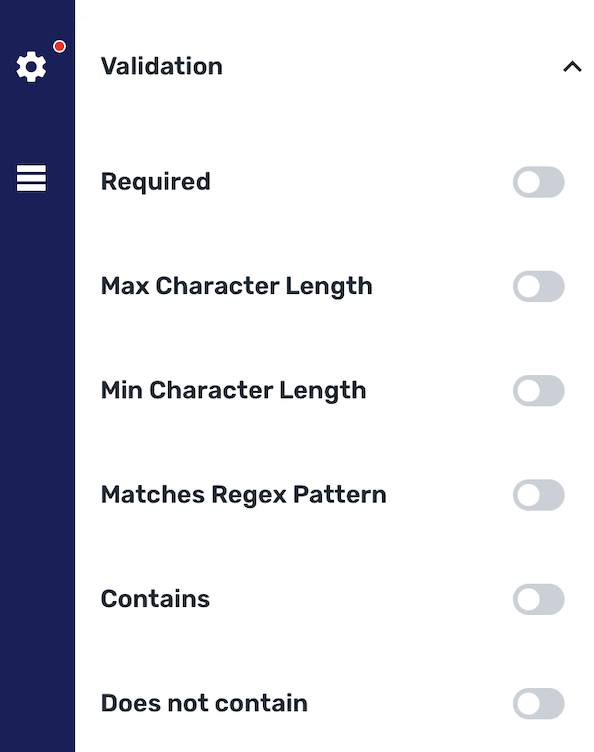 Validation
Required
Max Character Length
Min Character Length
Matches Regex Pattern
Contains
Does not contain